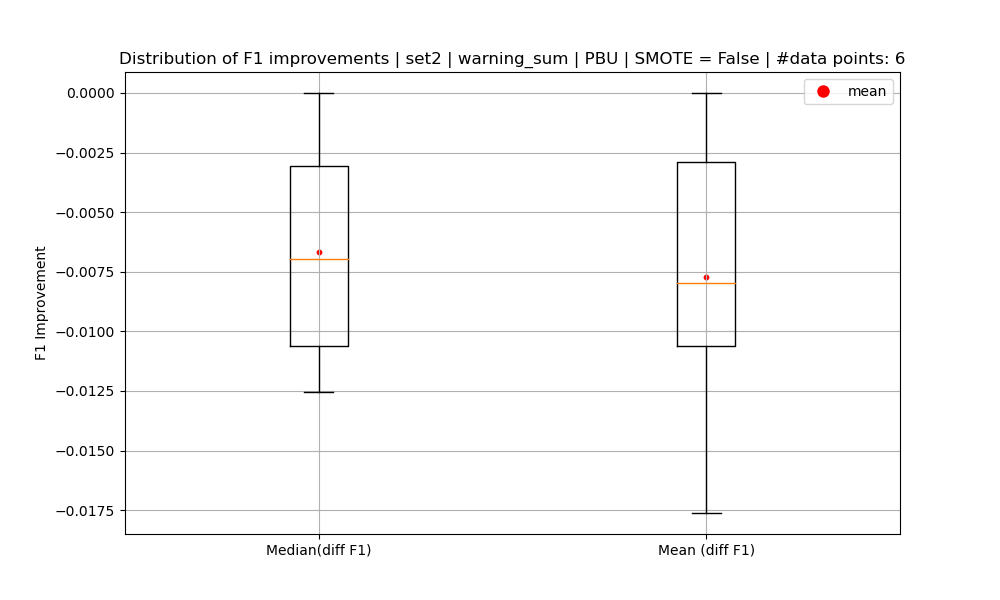 Distribution of F1 improvements | set2 | warning_sum | PBU | SMOTE = False | #data points: 6
mean
0.0000
−0.0025
−0.0050
−0.0075
−0.0100
−0.0125
−0.0150
−0.0175
F1 Improvement
Median(diff F1)
Mean (diff F1)